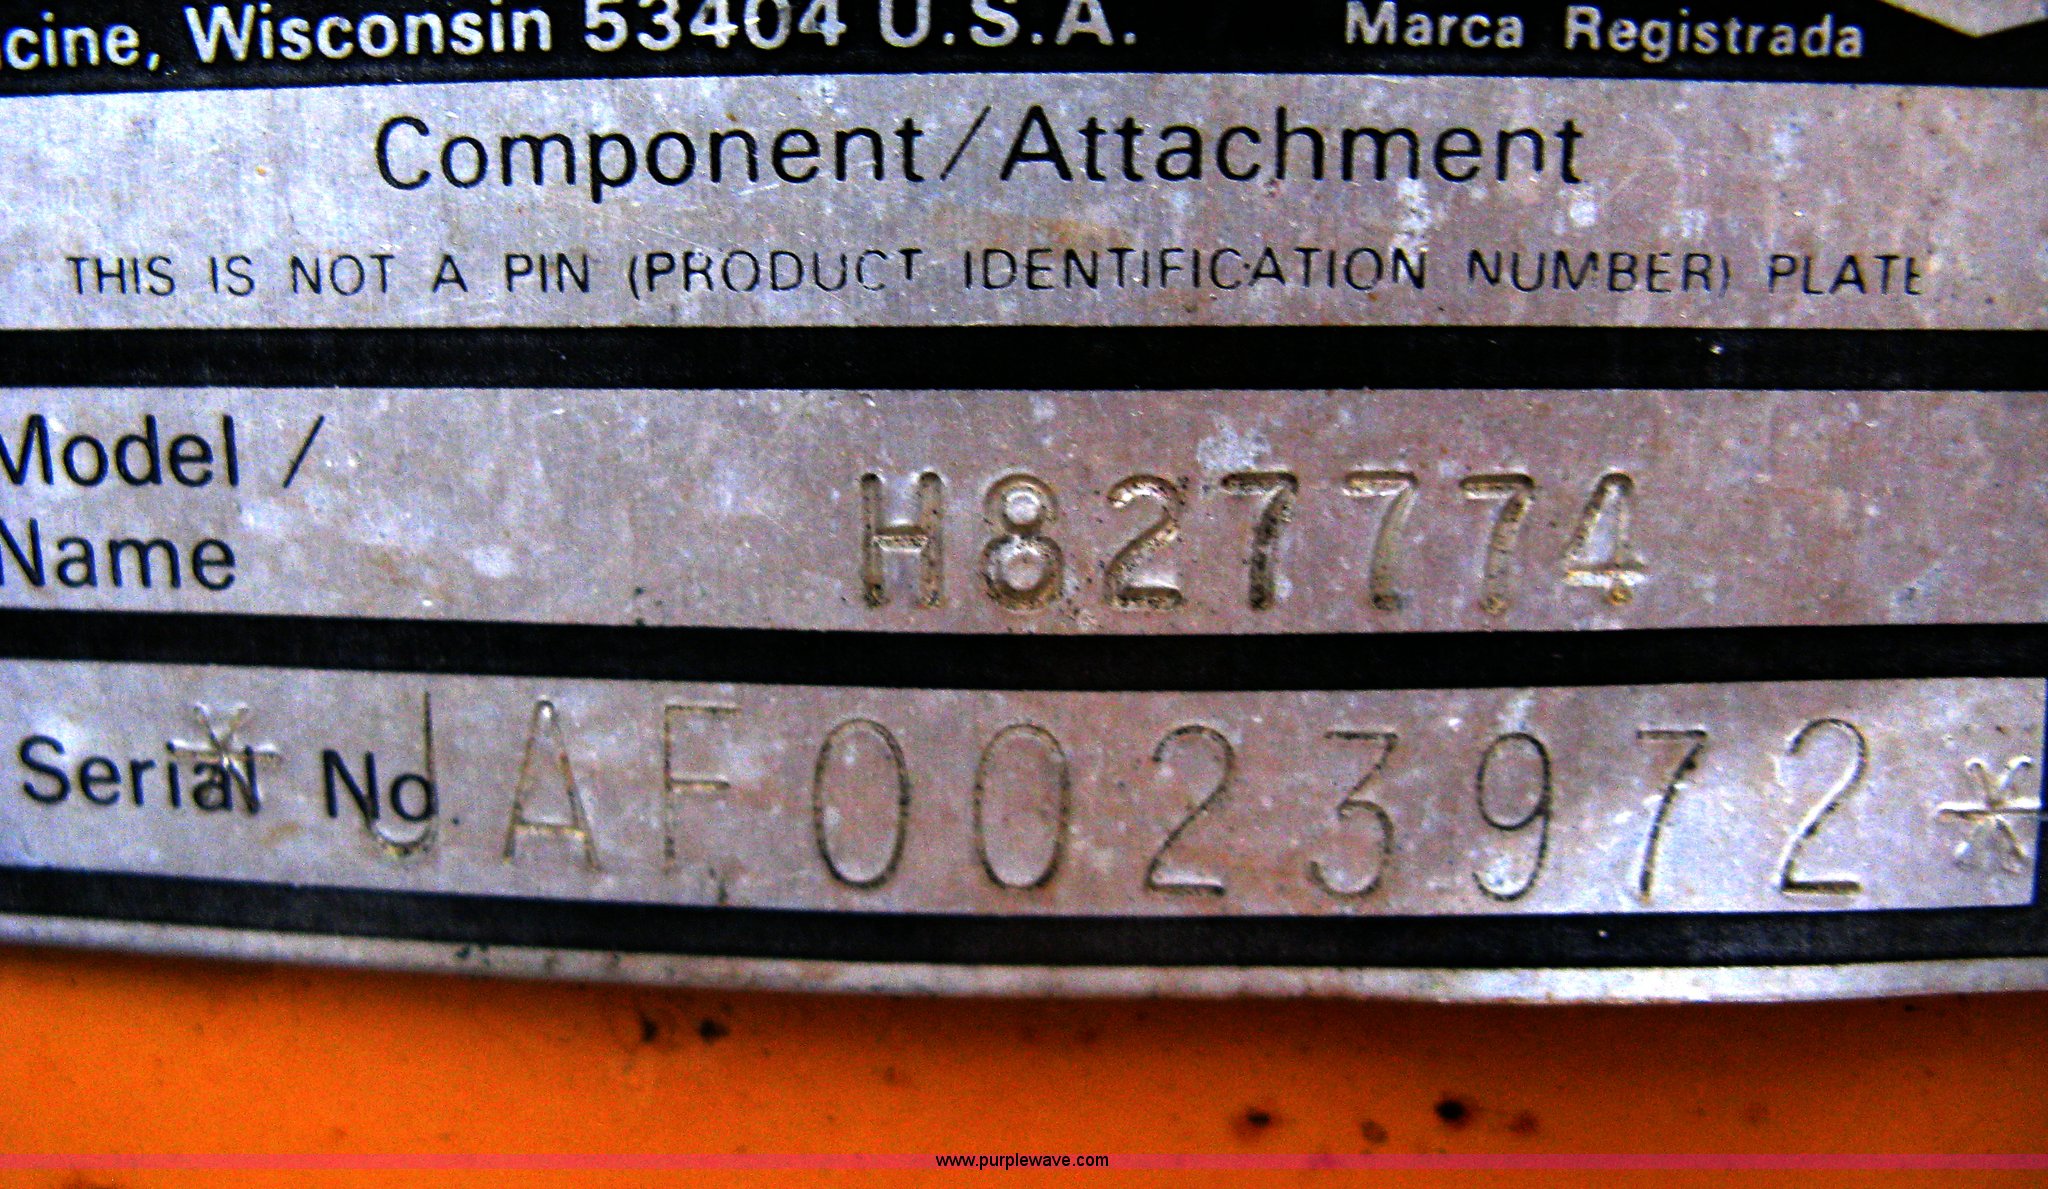 cine, Wisconsin 53404 U.S.A.
Marca Registrada
Component/Attachment
THIS IS NOT A PIN (PRODUCT IDENTIFICATION NUMBER) PLATE
Model /
Name
H827774
Serial No.
*JAF0023972*
www.purplewave.com